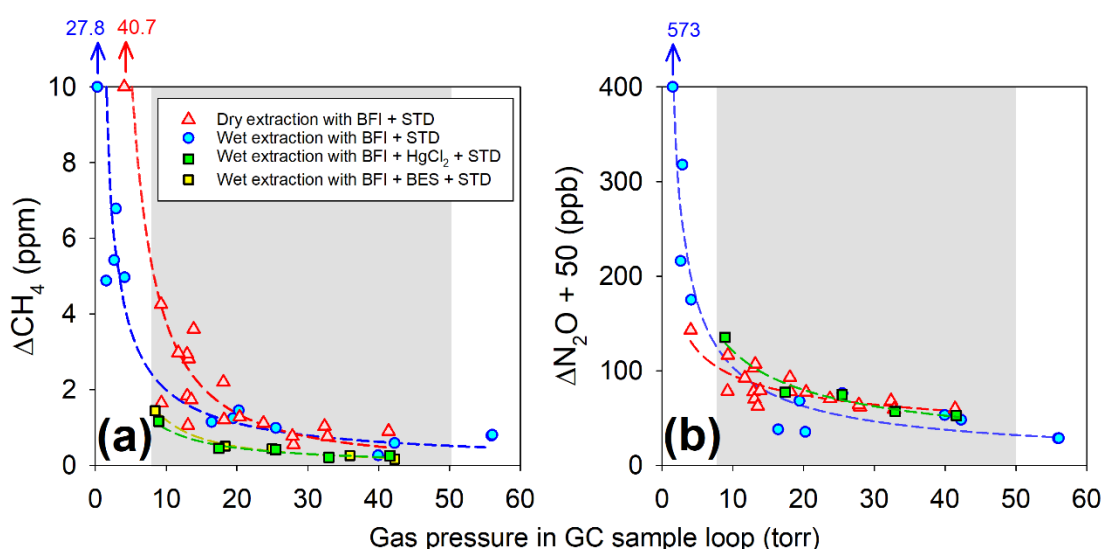 27.8 40.7
573
10
8
6
4
2
0
ΔCH₄ (ppm)
Dry extraction with BFI + STD
Wet extraction with BFI + STD
Wet extraction with BFI + HgCl₂ + STD
Wet extraction with BFI + BES + STD
(a)
0 10 20 30 40 50 60
400
300
200
100
0
ΔN₂O + 50 (ppb)
(b)
0 10 20 30 40 50 60
Gas pressure in GC sample loop (torr)